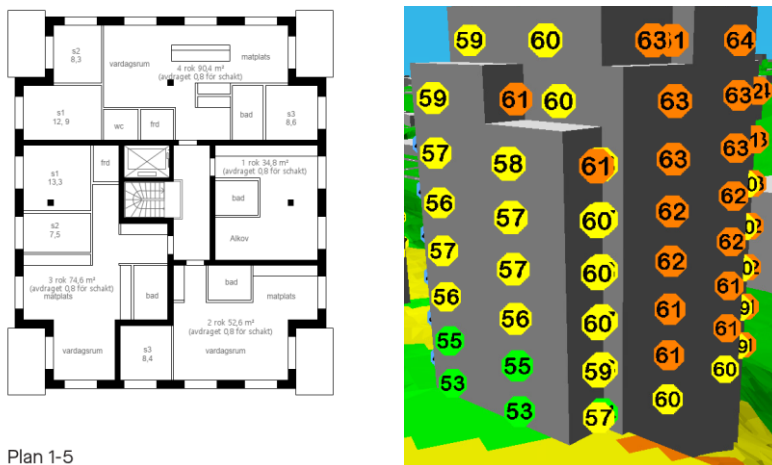 s2
8,3
vardagsrum
matplats
4 rok 90,4 m²
(avdraget 0,8 för schakt)
s1
12, 9
wc
frd
bad
s3
8,6
frd
s1
13,3
1 rok 34,8 m²
(avdraget 0,8 för schakt)
bad
s2
7,5
Alkov
3 rok 74,6 m²
(avdraget 0,8 för schakt)
matplats
bad
bad
matplats
2 rok 52,6 m²
(avdraget 0,8 för schakt)
vardagsrum
s3
8,4
vardagsrum
Plan 1-5
59 60 63 61 64
59 61 60 63 63
57 58 61 63 63
56 57 60 62 62
57 57 60 62 62
56 56 60 61 61
55 55 59 61 61
53 53 57 60 60